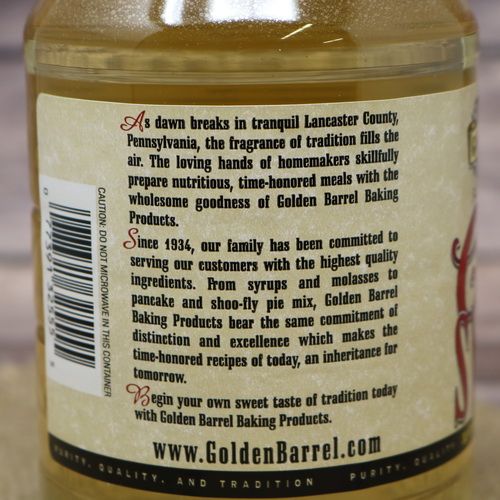 As dawn breaks in tranquil Lancaster County,
Pennsylvania, the fragrance of tradition fills the
air. The loving hands of homemakers skillfully
prepare nutritious, time-honored meals with the
wholesome goodness of Golden Barrel Baking
Products.
Since 1934, our family has been committed to
serving our customers with the highest quality
ingredients. From syrups and molasses to
pancake and shoo-fly pie mix, Golden Barrel
Baking Products bear the same commitment of
distinction and excellence which makes the
time-honored recipes of today, an inheritance for
tomorrow.
Begin your own sweet taste of tradition today
with Golden Barrel Baking Products.
www.GoldenBarrel.com
PURITY, QUALITY, AND TRADITION PURITY, QUALITY,
CAUTION: DO NOT MICROWAVE IN THIS CONTAINER